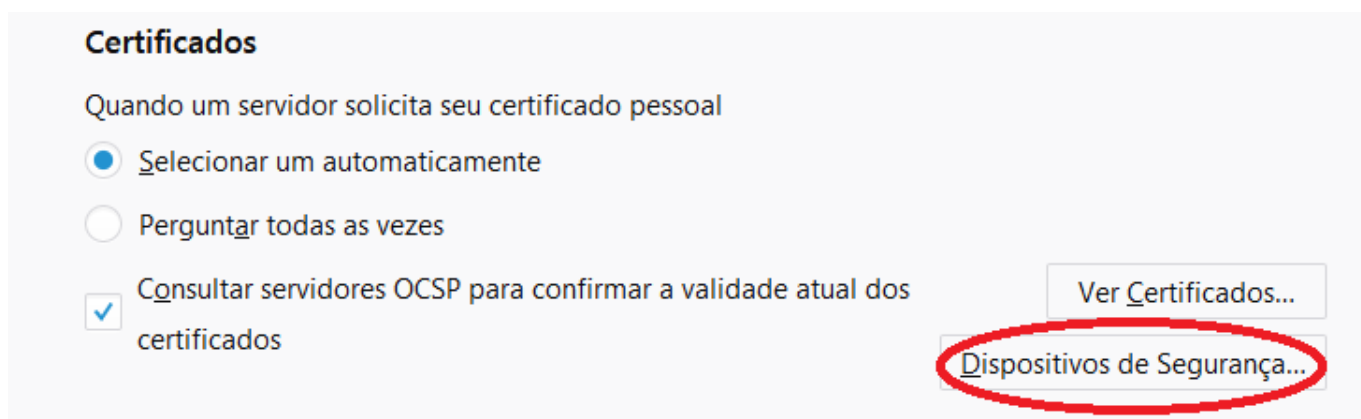 Certificados
Quando um servidor solicita seu certificado pessoal
Selecionar um automaticamente
Perguntar todas as vezes
Consultar servidores OCSP para confirmar a validade atual dos
certificados
Ver Certificados...
Dispositivos de Segurança...